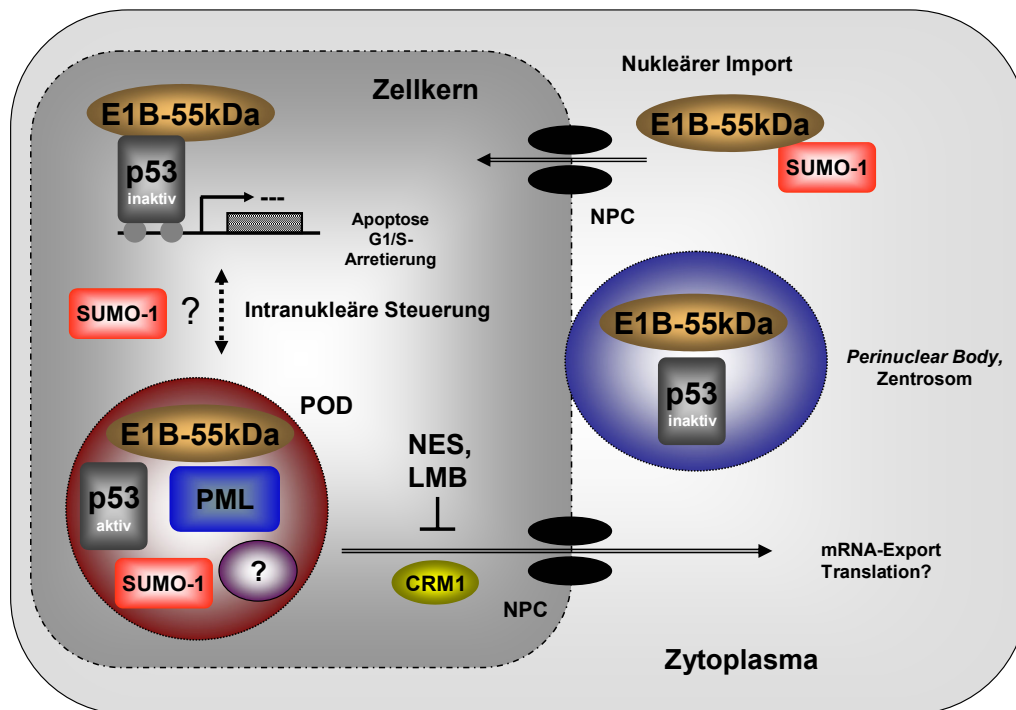 Zellkern
E1B-55kDa
p53
inaktiv
---
Apoptose
G1/S-
Arretierung
SUMO-1
?
Intranukleäre Steuerung
POD
E1B-55kDa
p53
aktiv
PML
SUMO-1
?
NES,
LMB
CRM1
NPC
Nukleärer Import
E1B-55kDa
SUMO-1
NPC
E1B-55kDa
p53
inaktiv
Perinuclear Body,
Zentrosom
mRNA-Export
Translation?
Zytoplasma